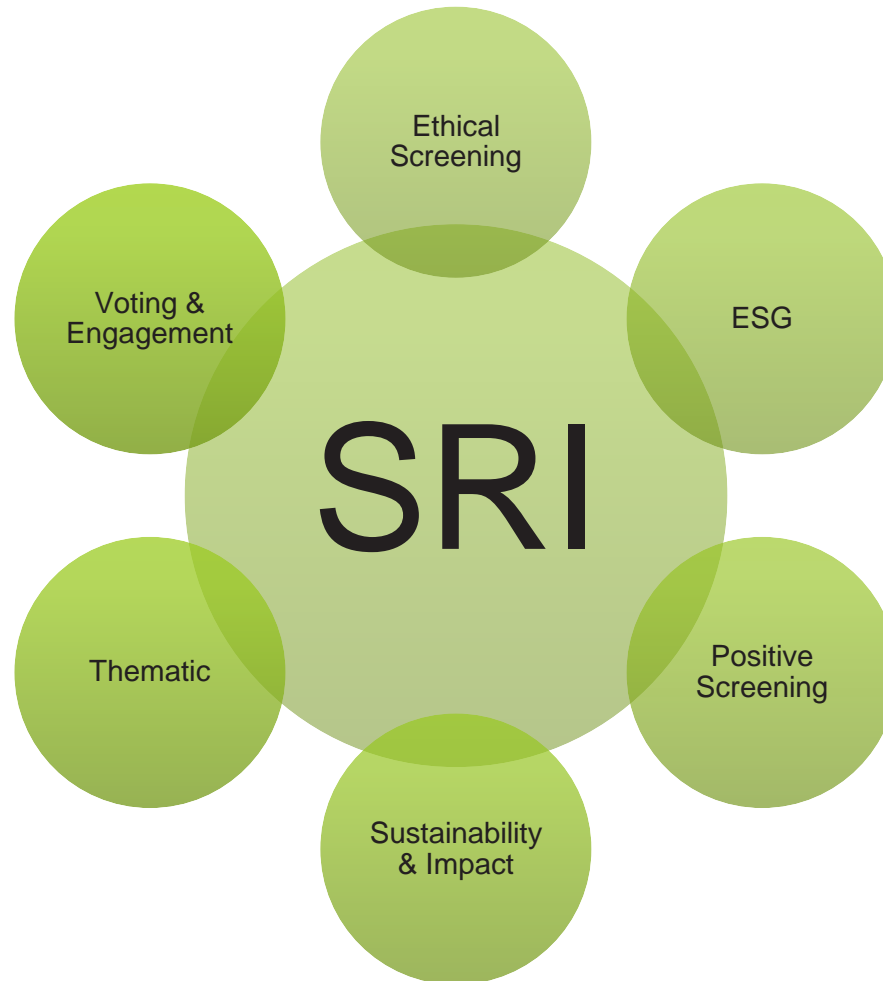 Ethical
Screening
Voting &
Engagement
ESG
SRI
Thematic
Positive
Screening
Sustainability
& Impact